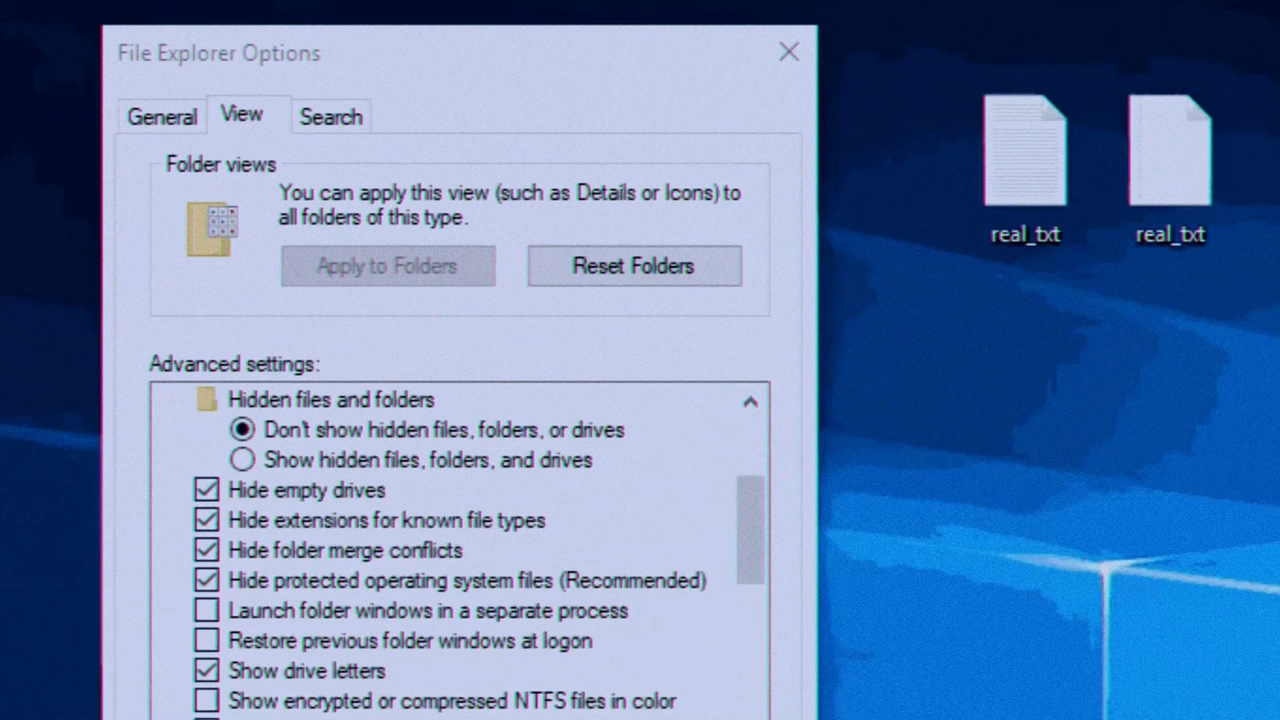 File Explorer Options
General
View
Search
Folder views
You can apply this view (such as Details or Icons) to
all folders of this type.
Apply to Folders
Reset Folders
Advanced settings:
Hidden files and folders
Don't show hidden files, folders, or drives
Show hidden files, folders, and drives
Hide empty drives
Hide extensions for known file types
Hide folder merge conflicts
Hide protected operating system files (Recommended)
Launch folder windows in a separate process
Restore previous folder windows at logon
Show drive letters
Show encrypted or compressed NTFS files in color
real_txt
real_txt